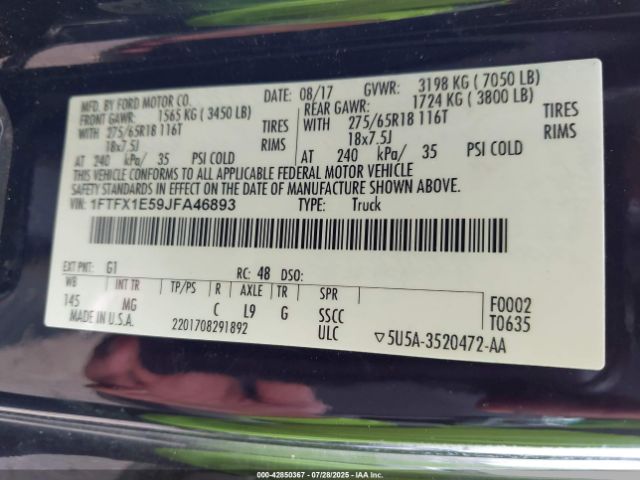 MFD. BY FORD MOTOR CO.
DATE: 08/17 GVWR: 3198 KG ( 7050 LB)
FRONT GAWR: 1565 KG ( 3450 LB)
REAR GAWR: 1724 KG ( 3800 LB)
WITH 275/65R18 116T TIRES
WITH 275/65R18 116T TIRES
18x7.5J RIMS
18x7.5J RIMS
AT 240 kPa/ 35 PSI COLD
AT 240 kPa/ 35 PSI COLD
THIS VEHICLE CONFORMS TO ALL APPLICABLE FEDERAL MOTOR VEHICLE
SAFETY STANDARDS IN EFFECT ON THE DATE OF MANUFACTURE SHOWN ABOVE.
VIN: 1FTFX1E59JFA46893 TYPE: Truck
EXT PNT: G1 RC: 48 DSO:
WB INT TR TP/PS R AXLE TR SPR
145 MG C L9 G SSCC
F0002
T0635
MADE IN U.S.A. 2201708291892 ULC
5U5A-3520472-AA
000-42850367 | 07/28/2025 | IAAI.COM